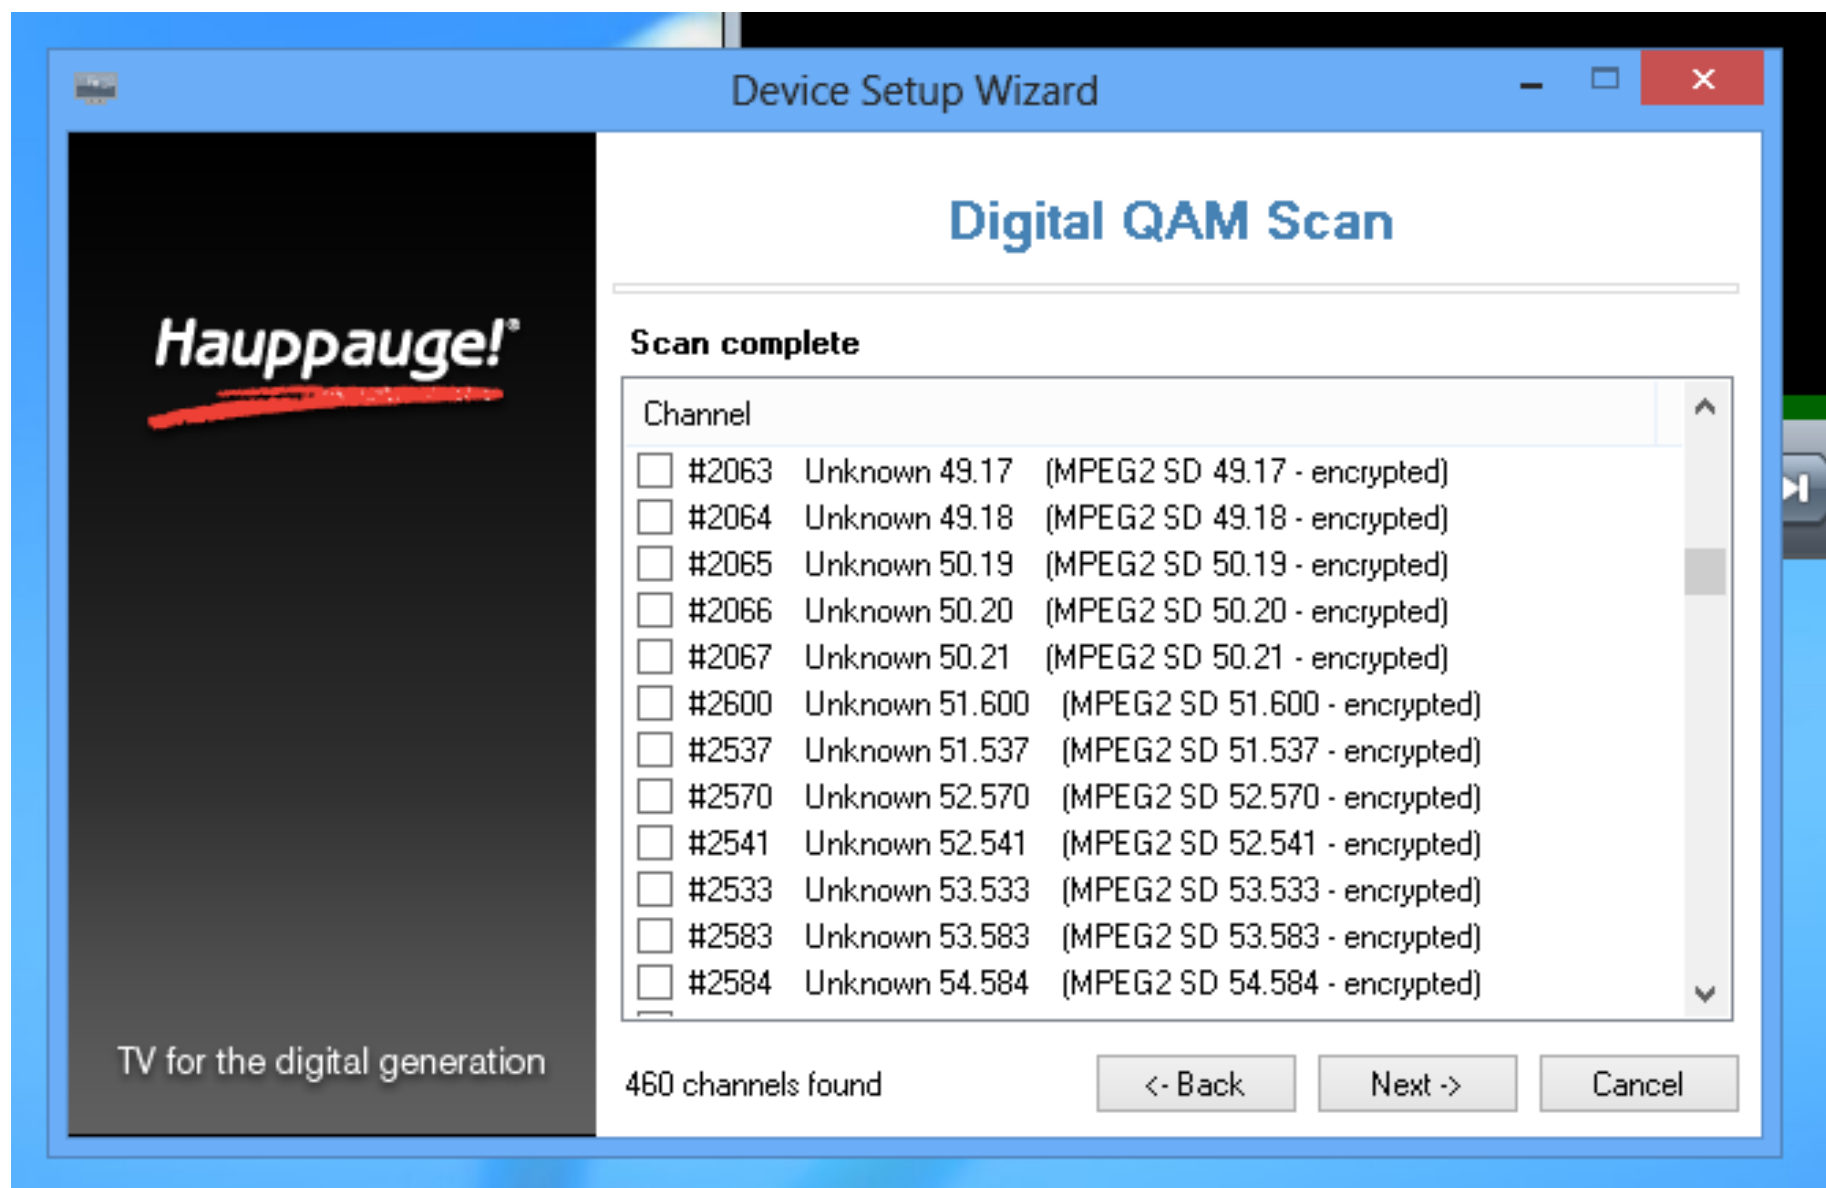 Device Setup Wizard
Hauppauge!®
TV for the digital generation
Digital QAM Scan
Scan complete
Channel
#2063 Unknown 49.17 (MPEG2 SD 49.17 - encrypted)
#2064 Unknown 49.18 (MPEG2 SD 49.18 - encrypted)
#2065 Unknown 50.19 (MPEG2 SD 50.19 - encrypted)
#2066 Unknown 50.20 (MPEG2 SD 50.20 - encrypted)
#2067 Unknown 50.21 (MPEG2 SD 50.21 - encrypted)
#2600 Unknown 51.600 (MPEG2 SD 51.600 - encrypted)
#2537 Unknown 51.537 (MPEG2 SD 51.537 - encrypted)
#2570 Unknown 52.570 (MPEG2 SD 52.570 - encrypted)
#2541 Unknown 52.541 (MPEG2 SD 52.541 - encrypted)
#2533 Unknown 53.533 (MPEG2 SD 53.533 - encrypted)
#2583 Unknown 53.583 (MPEG2 SD 53.583 - encrypted)
#2584 Unknown 54.584 (MPEG2 SD 54.584 - encrypted)
460 channels found
<- Back
Next ->
Cancel